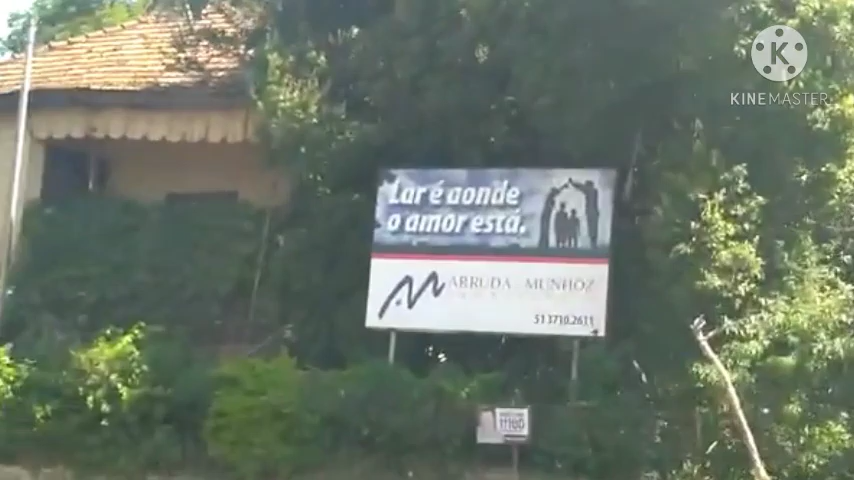 KINEMASTER
Lar é aonde
o amor está.
ARRUDA MUNHOZ
51 3710.2611